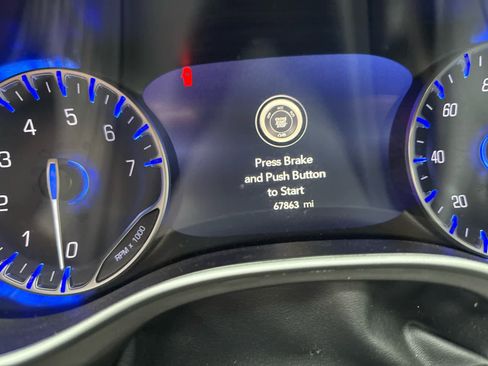 Press Brake
and Push Button
to Start
67863 mi
0
1
2
3
4
5
6
7
RPM x 1000
20
40
60
80